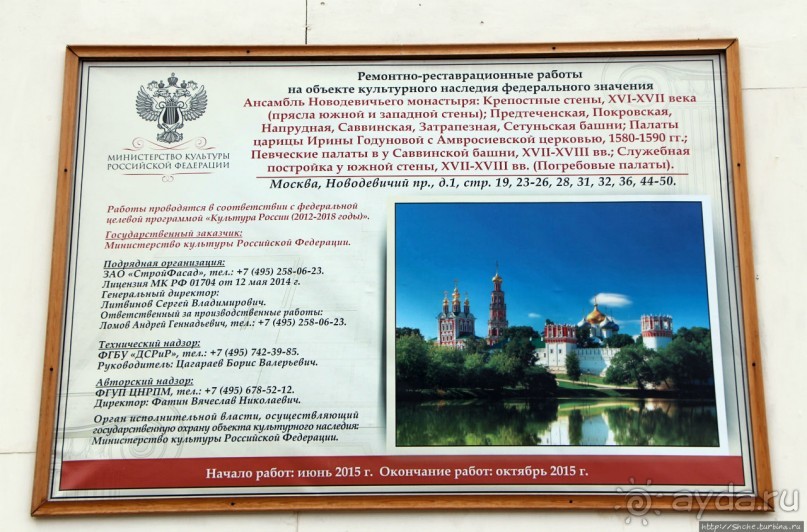 Ремонтно-реставрационные работы
на объекте культурного наследия федерального значения
Ансамбль Новодевичьего монастыря: Крепостные стены, XVI-XVII века
(прясла южной и западной стены); Предтеченская, Покровская,
Напрудная, Саввинская, Затрапезная, Сетуньская башни; Палаты
царицы Ирины Годуновой с Амвросиевской церковью, 1580-1590 гг.;
Певческие палаты в у Саввинской башни, XVII-XVIII вв.; Служебная
постройка у южной стены, XVII-XVIII вв. (Погребовые палаты).
Москва, Новодевичий пр., д.1, стр. 19, 23-26, 28, 31, 32, 36, 44-50.
МИНИСТЕРСТВО КУЛЬТУРЫ
РОССИЙСКОЙ ФЕДЕРАЦИИ
Работы проводятся в соответствии с федеральной
целевой программой «Культура России (2012-2018 годы)».
Государственный заказчик:
Министерство культуры Российской Федерации.
Подрядная организация:
ЗАО «СтройФасад», тел.: +7 (495) 258-06-23.
Лицензия МК РФ 01704 от 12 мая 2014 г.
Генеральный директор:
Литвинов Сергей Владимирович.
Ответственный за производственные работы:
Ломов Андрей Геннадьевич, тел.: +7 (495) 258-06-23.
Технический надзор:
ФГБУ «ДСРиР», тел.: +7 (495) 742-39-85.
Руководитель: Цагараев Борис Валерьевич.
Авторский надзор:
ФГУП ЦНРПМ, тел.: +7 (495) 678-52-12.
Директор: Фатин Вячеслав Николаевич.
Орган исполнительной власти, осуществляющий
государственную охрану объекта культурного наследия:
Министерство культуры Российской Федерации.
Начало работ: июнь 2015 г. Окончание работ: октябрь 2015 г.
ayda.ru
http://Shche.turbina.ru